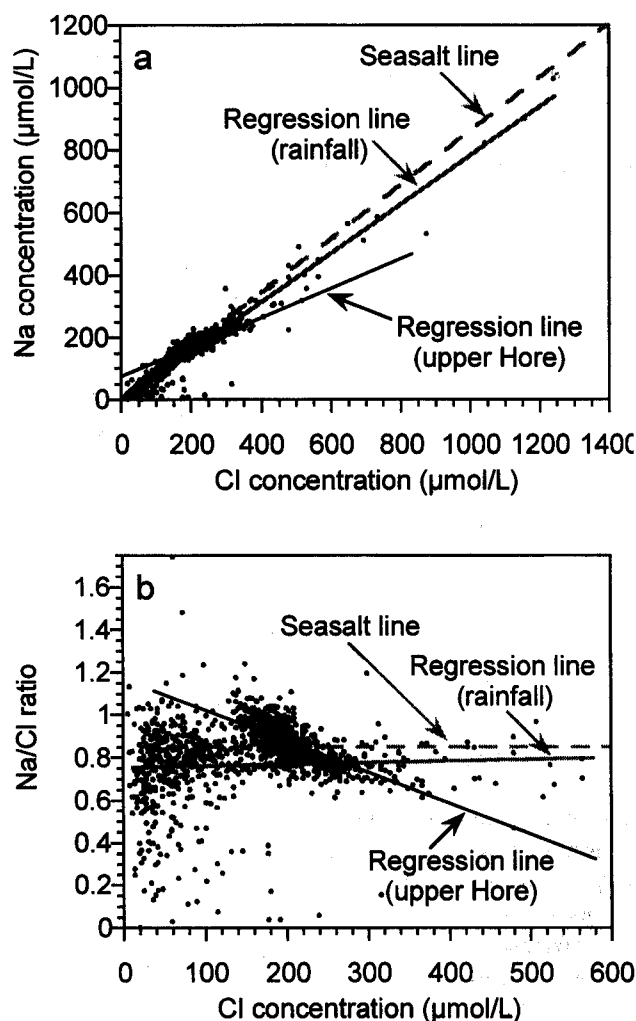 a
1200
1000
800
600
400
200
0
Na concentration (µmol/L)
Seasalt line
Regression line
(rainfall)
Regression line
(upper Hore)
0 200 400 600 800 1000 1200 1400
Cl concentration (µmol/L)
b
1.6
1.4
1.2
1
0.8
0.6
0.4
0.2
0
Na/Cl ratio
Seasalt line
Regression line
(rainfall)
Regression line
(upper Hore)
0 100 200 300 400 500 600
Cl concentration (µmol/L)